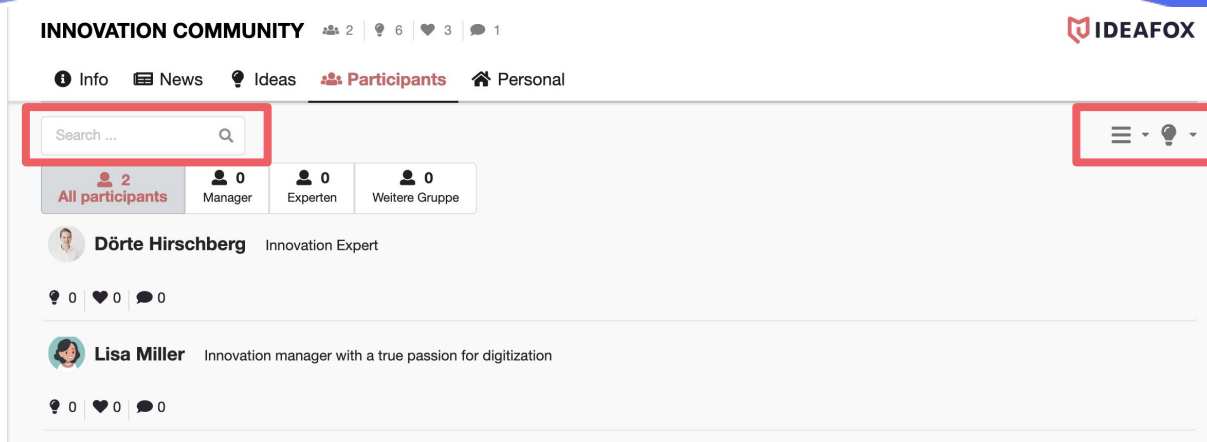 INNOVATION COMMUNITY 2 6 3 1
IDEAFOX
Info News Ideas Participants Personal
Search ...
2 0 0 0
All participants Manager Experten Weitere Gruppe
Dörte Hirschberg Innovation Expert
0 0 0
Lisa Miller Innovation manager with a true passion for digitization
0 0 0